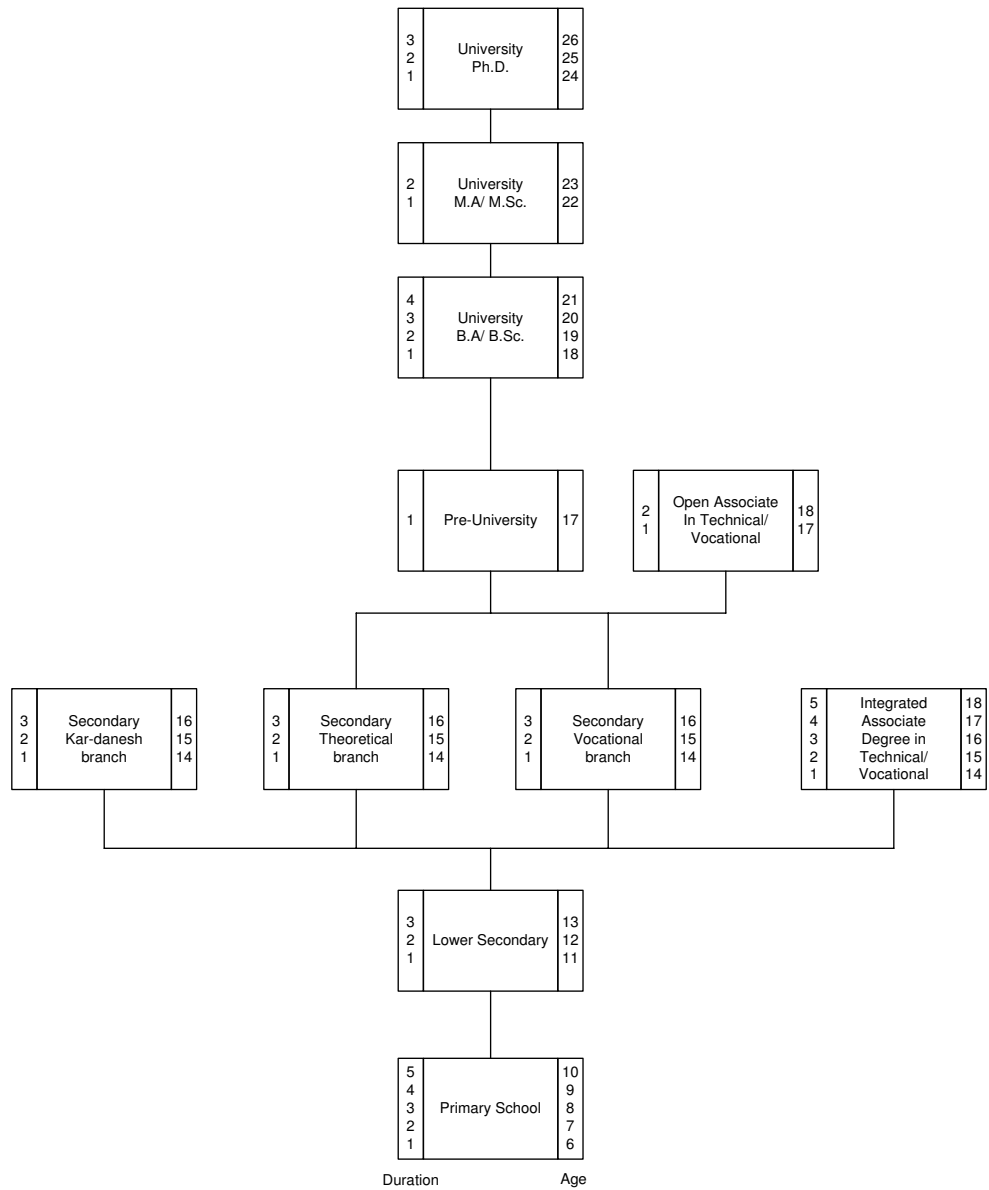 3
2
1
University
Ph.D.
26
25
24
2
1
University
M.A/ M.Sc.
23
22
4
3
2
1
University
B.A/ B.Sc.
21
20
19
18
1
Pre-University
17
2
1
Open Associate
In Technical/
Vocational
18
17
3
2
1
Secondary
Kar-danesh
branch
16
15
14
3
2
1
Secondary
Theoretical
branch
16
15
14
3
2
1
Secondary
Vocational
branch
16
15
14
5
4
3
2
1
Integrated
Associate
Degree in
Technical/
Vocational
18
17
16
15
14
3
2
1
Lower Secondary
13
12
11
5
4
3
2
1
Primary School
10
9
8
7
6
Duration
Age